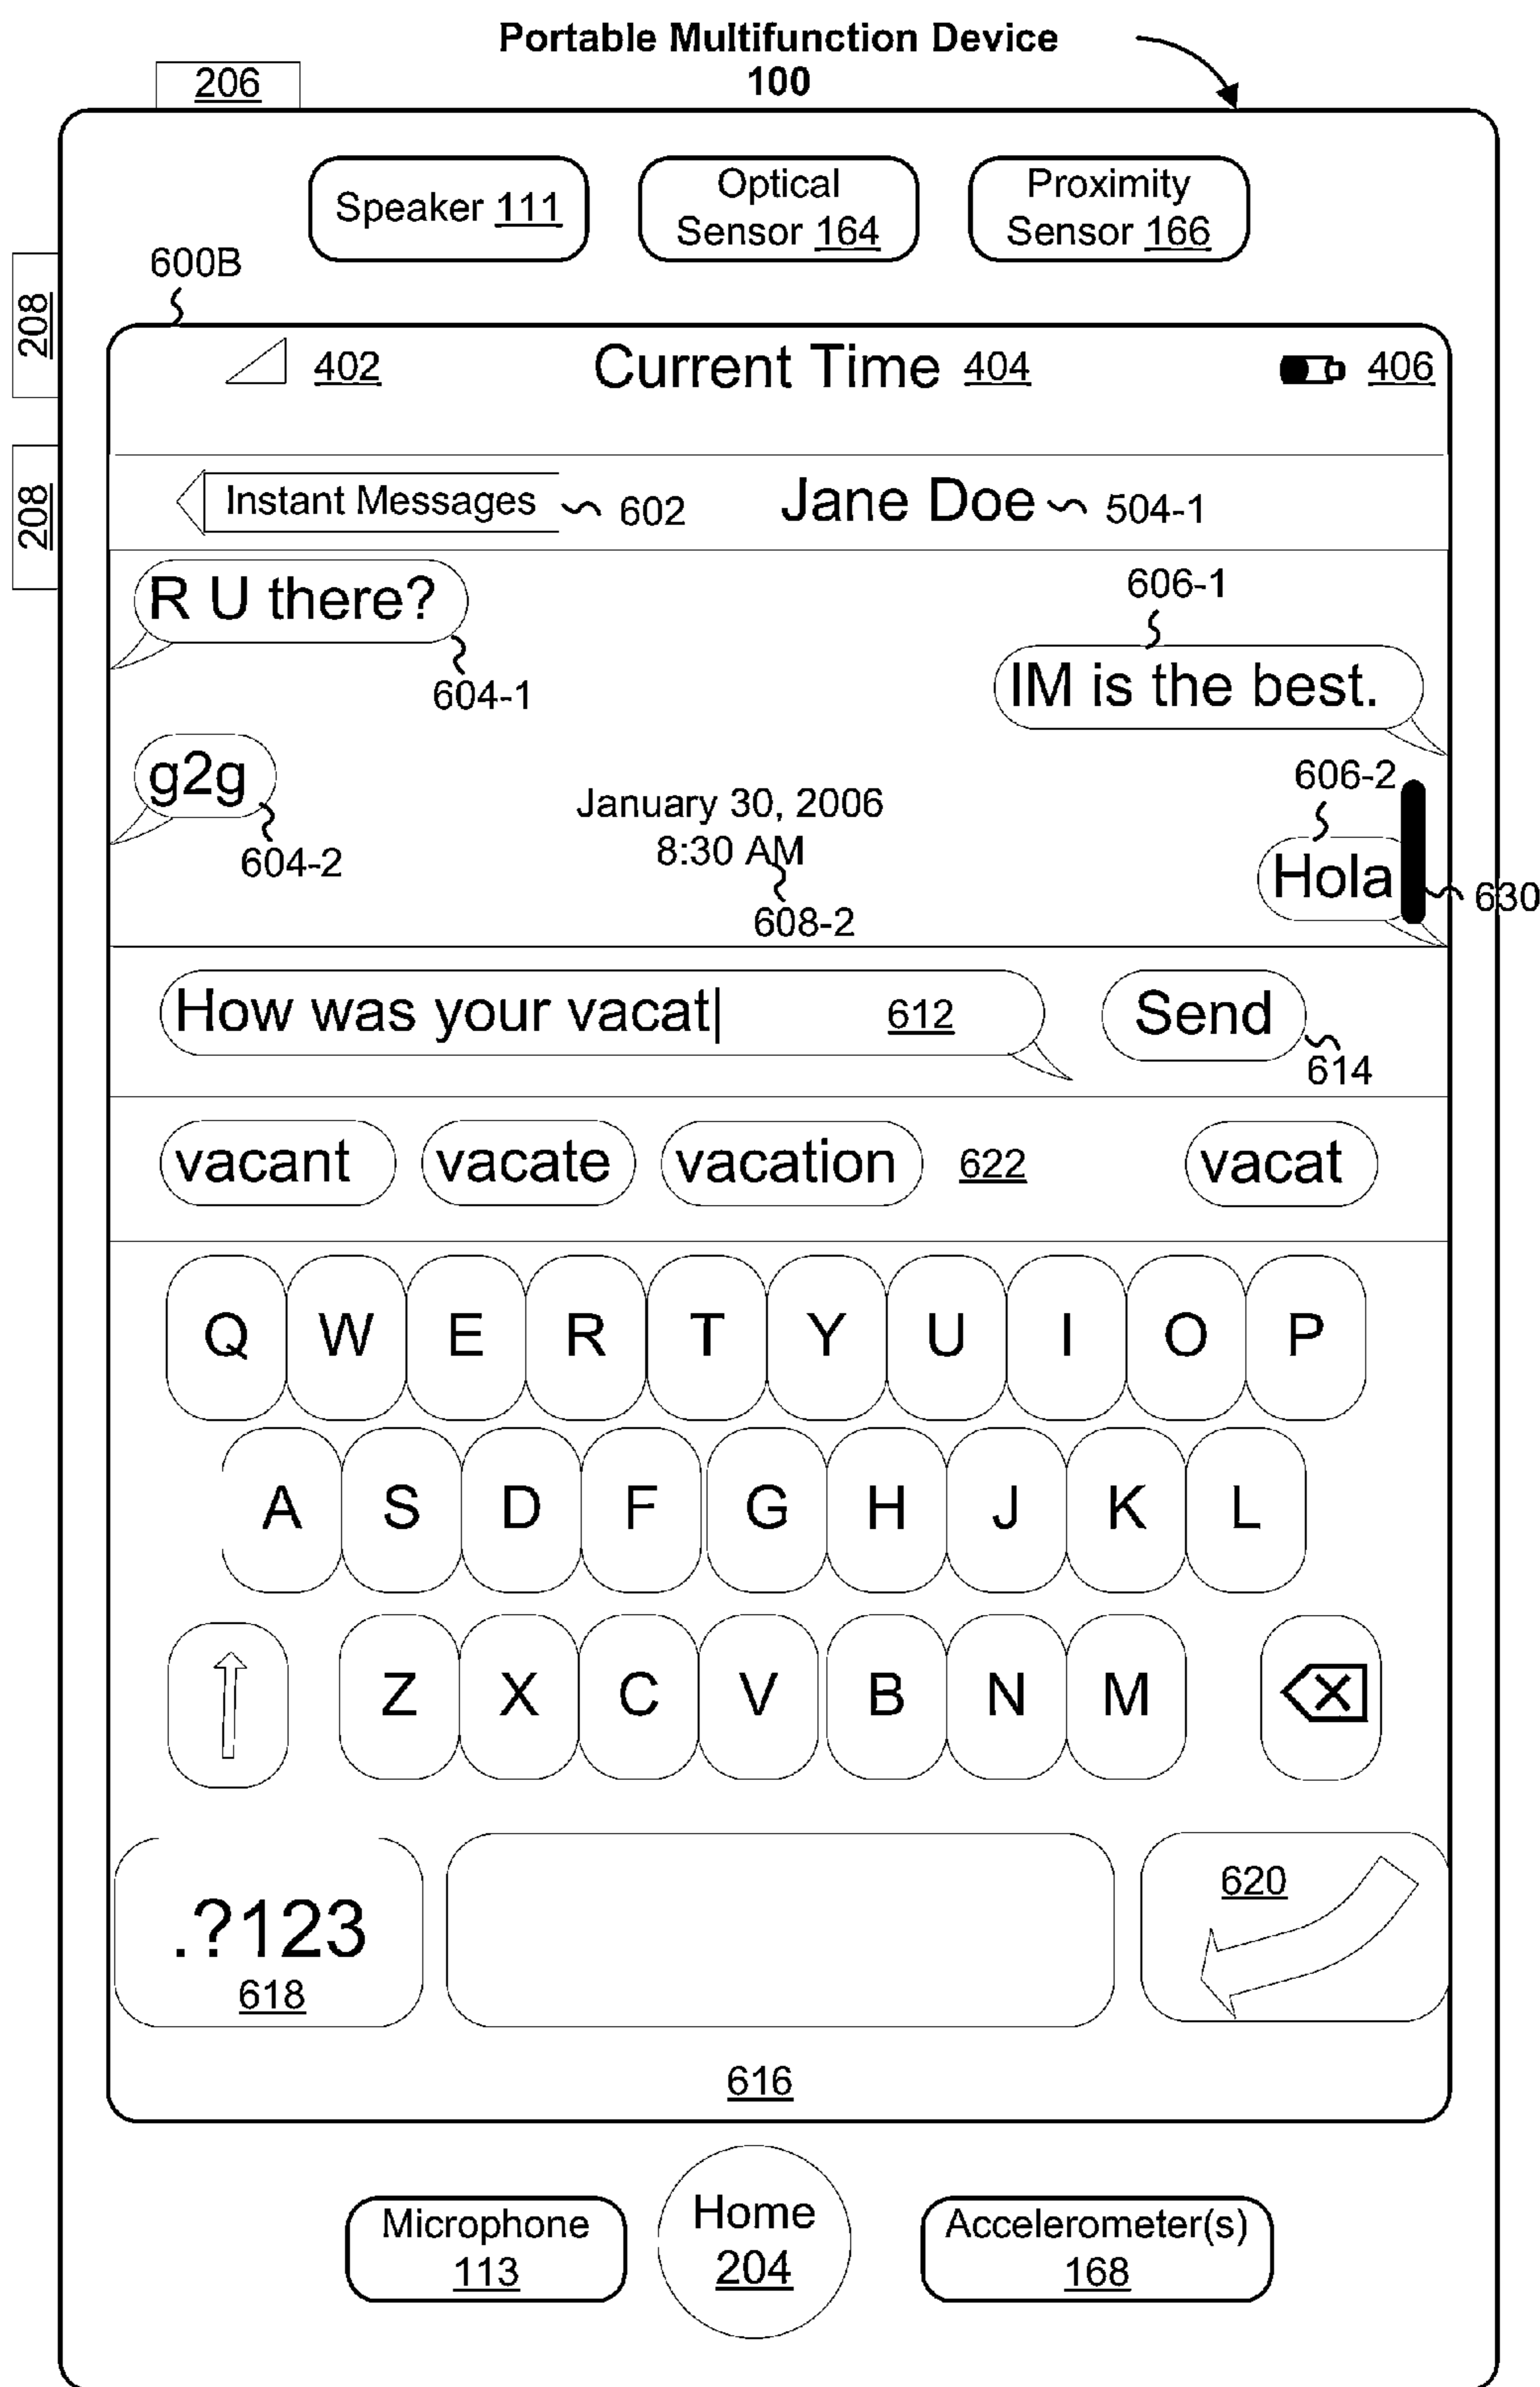 Portable Multifunction Device
100
206
Speaker 111
Optical
Sensor 164
Proximity
Sensor 166
600B
208
208
402
Current Time 404
406
Instant Messages 602
Jane Doe 504-1
R U there?
604-1
606-1
IM is the best.
g2g
604-2
January 30, 2006
8:30 AM
608-2
606-2
Hola
630
How was your vacat
612
Send
614
vacant vacate vacation 622 vacat
Q W E R T Y U I O P
A S D F G H J K L
Z X C V B N M
.?123
618
620
616
Microphone
113
Home
204
Accelerometer(s)
168